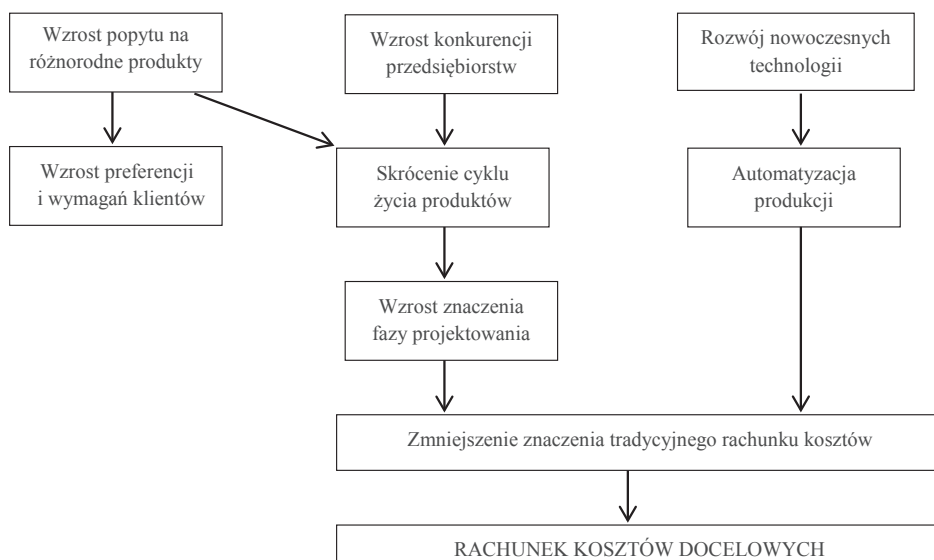 Wzrost popytu na
różnorodne produkty
Wzrost konkurencji
przedsiębiorstw
Rozwój nowoczesnych
technologii
Wzrost preferencji
i wymagań klientów
Skrócenie cyklu
życia produktów
Automatyzacja
produkcji
Wzrost znaczenia
fazy projektowania
Zmniejszenie znaczenia tradycyjnego rachunku kosztów
RACHUNEK KOSZTÓW DOCELOWYCH